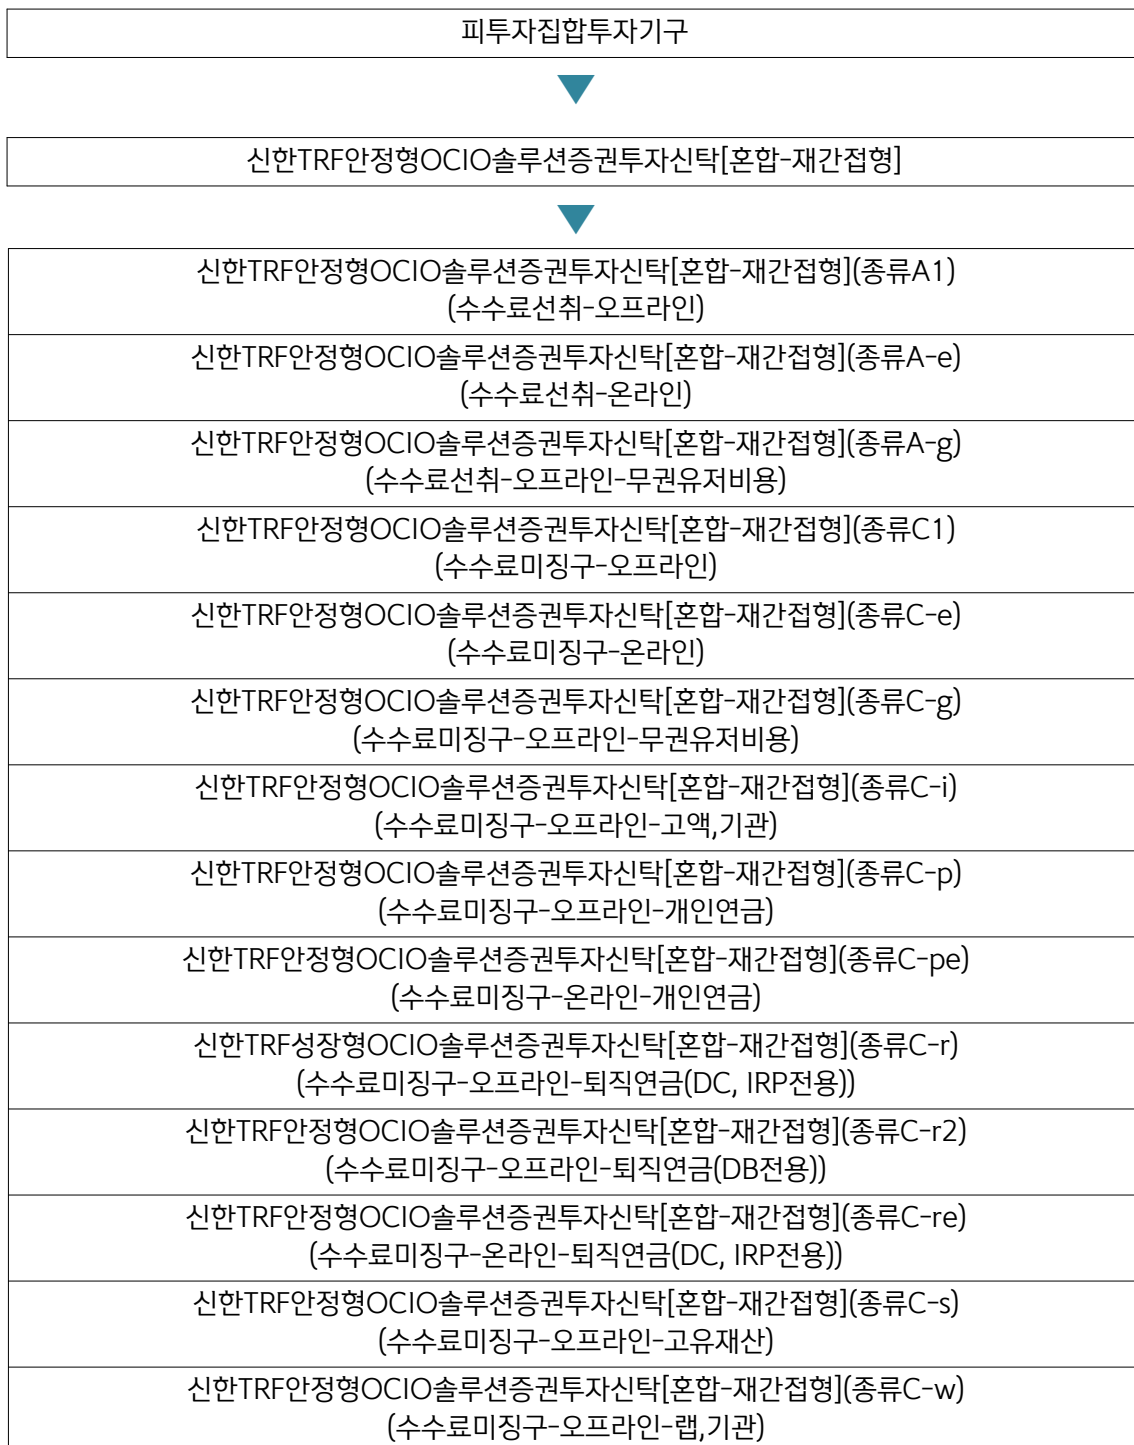 피투자집합투자기구
신한TRF안정형OCIO솔루션증권투자신탁[혼합-재간접형]
신한TRF안정형OCIO솔루션증권투자신탁[혼합-재간접형](종류A1)
(수수료선취-오프라인)
신한TRF안정형OCIO솔루션증권투자신탁[혼합-재간접형](종류A-e)
(수수료선취-온라인)
신한TRF안정형OCIO솔루션증권투자신탁[혼합-재간접형](종류A-g)
(수수료선취-오프라인-무권유저비용)
신한TRF안정형OCIO솔루션증권투자신탁[혼합-재간접형](종류C1)
(수수료미징구-오프라인)
신한TRF안정형OCIO솔루션증권투자신탁[혼합-재간접형](종류C-e)
(수수료미징구-온라인)
신한TRF안정형OCIO솔루션증권투자신탁[혼합-재간접형](종류C-g)
(수수료미징구-오프라인-무권유저비용)
신한TRF안정형OCIO솔루션증권투자신탁[혼합-재간접형](종류C-i)
(수수료미징구-오프라인-고액,기관)
신한TRF안정형OCIO솔루션증권투자신탁[혼합-재간접형](종류C-p)
(수수료미징구-오프라인-개인연금)
신한TRF안정형OCIO솔루션증권투자신탁[혼합-재간접형](종류C-pe)
(수수료미징구-온라인-개인연금)
신한TRF성장형OCIO솔루션증권투자신탁[혼합-재간접형](종류C-r)
(수수료미징구-오프라인-퇴직연금(DC, IRP전용))
신한TRF안정형OCIO솔루션증권투자신탁[혼합-재간접형](종류C-r2)
(수수료미징구-오프라인-퇴직연금(DB전용))
신한TRF안정형OCIO솔루션증권투자신탁[혼합-재간접형](종류C-re)
(수수료미징구-온라인-퇴직연금(DC, IRP전용))
신한TRF안정형OCIO솔루션증권투자신탁[혼합-재간접형](종류C-s)
(수수료미징구-오프라인-고유재산)
신한TRF안정형OCIO솔루션증권투자신탁[혼합-재간접형](종류C-w)
(수수료미징구-오프라인-랩,기관)